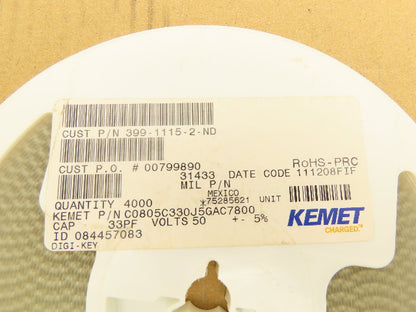 CUST P/N 399-1115-2-ND
CUST P.O. # 00799890 RoHS-PRC
31433 DATE CODE 111208FIF
MIL P/N
MEXICO
QUANTITY 4000 *75285621 UNIT
KEMET P/N C0805C330J5GAC7800
CAP 33PF VOLTS 50 +- 5%
ID 084457083
DIGI-KEY
KEMET
CHARGED.™